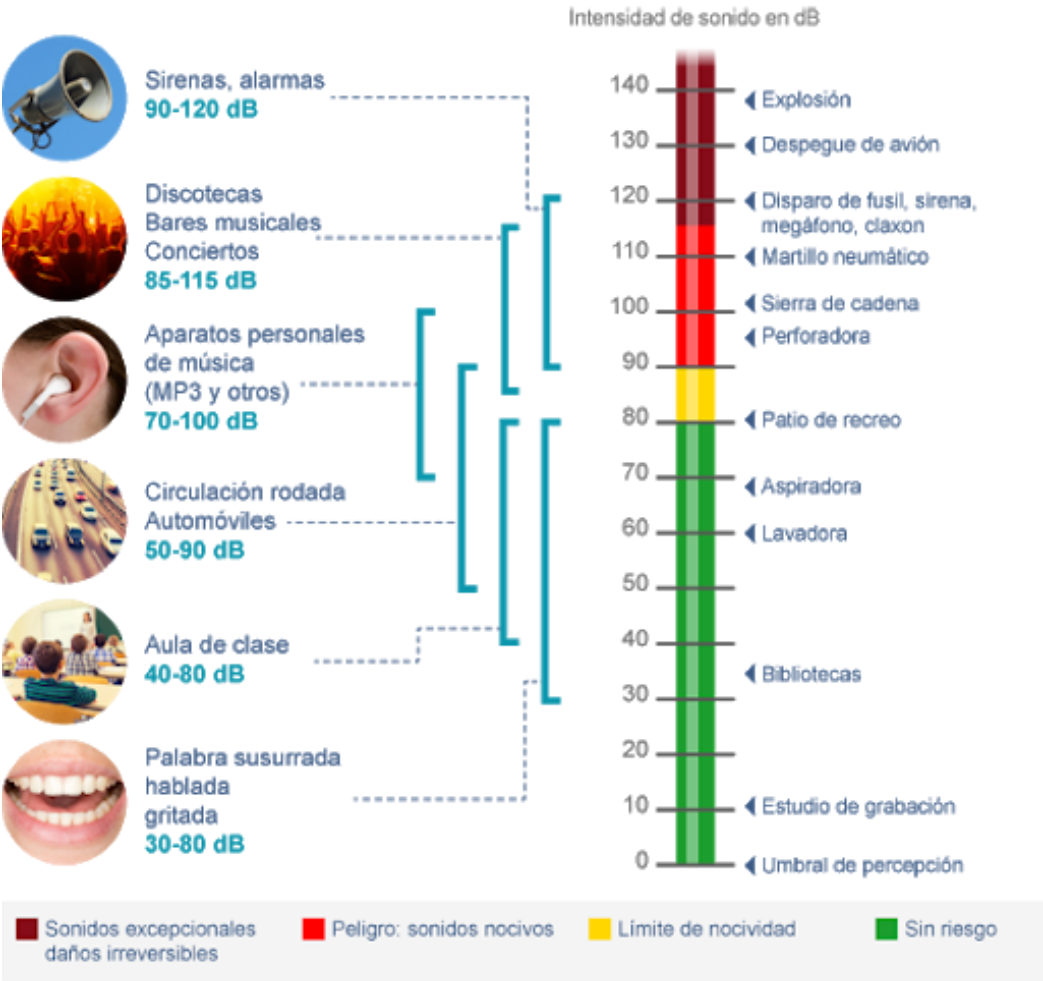 Intensidad de sonido en dB
Sirenas, alarmas
90-120 dB
Discotecas
Bares musicales
Conciertos
85-115 dB
Aparatos personales
de música
(MP3 y otros)
70-100 dB
Circulación rodada
Automóviles
50-90 dB
Aula de clase
40-80 dB
Palabra susurrada
hablada
gritada
30-80 dB
140
130
120
110
100
90
80
70
60
50
40
30
20
10
0
Explosión
Despegue de avión
Disparo de fusil, sirena,
megáfono, claxon
Martillo neumático
Sierra de cadena
Perforadora
Patio de recreo
Aspiradora
Lavadora
Bibliotecas
Estudio de grabación
Umbral de percepción
Sonidos excepcionales
daños irreversibles
Peligro: sonidos nocivos
Límite de nocividad
Sin riesgo